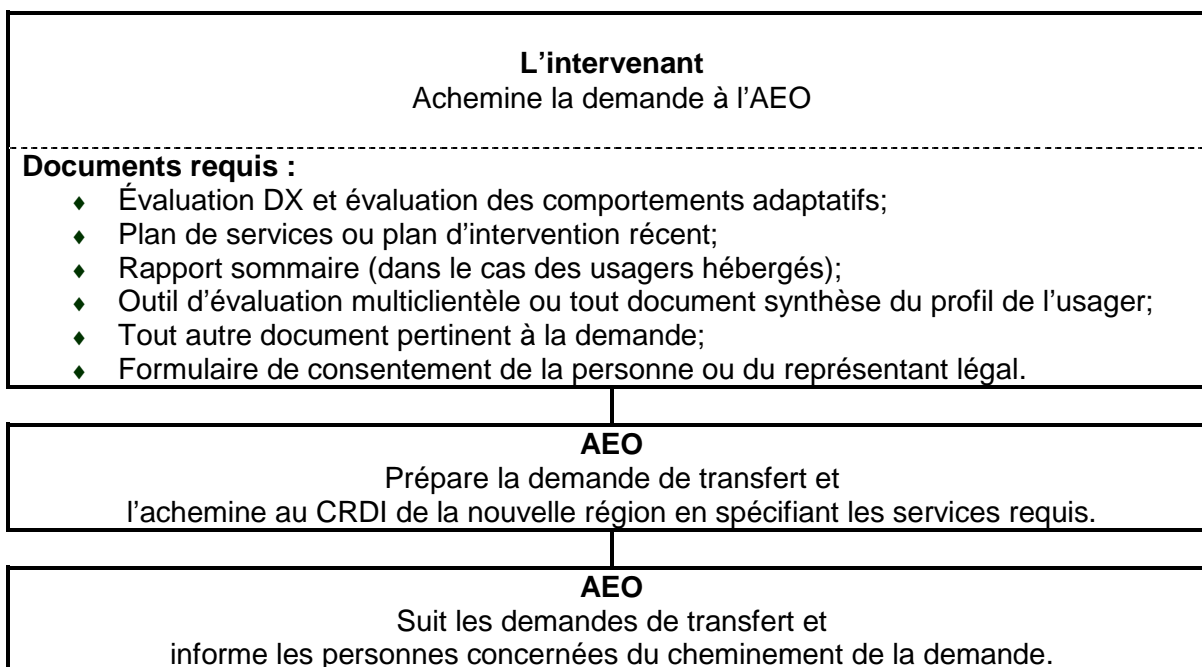 L'intervenant
Achemine la demande à l'AEO
Documents requis :
♦ Évaluation DX et évaluation des comportements adaptatifs;
♦ Plan de services ou plan d'intervention récent;
♦ Rapport sommaire (dans le cas des usagers hébergés);
♦ Outil d'évaluation multiclientèle ou tout document synthèse du profil de l'usager;
♦ Tout autre document pertinent à la demande;
♦ Formulaire de consentement de la personne ou du représentant légal.
AEO
Prépare la demande de transfert et
l'achemine au CRDI de la nouvelle région en spécifiant les services requis.
AEO
Suit les demandes de transfert et
informe les personnes concernées du cheminement de la demande.